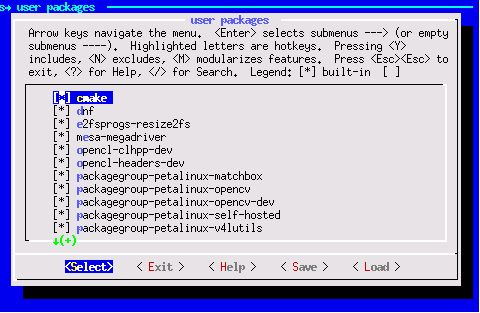 s→ user packages
user packages
Arrow keys navigate the menu. <Enter> selects submenus ---> (or empty
submenus ----). Highlighted letters are hotkeys. Pressing <Y>
includes, <N> excludes, <M> modularizes features. Press <Esc><Esc> to
exit, <?> for Help, </> for Search. Legend: [*] built-in [ ]
[*] cmake
[*] dnf
[*] e2fsprogs-resize2fs
[*] mesa-megadriver
[*] opencl-clhpp-dev
[*] opencl-headers-dev
[*] packagegroup-petalinux-matchbox
[*] packagegroup-petalinux-opencv
[*] packagegroup-petalinux-opencv-dev
[*] packagegroup-petalinux-self-hosted
[*] packagegroup-petalinux-v4lutils
↓(+)
<Select> < Exit > < Help > < Save > < Load >